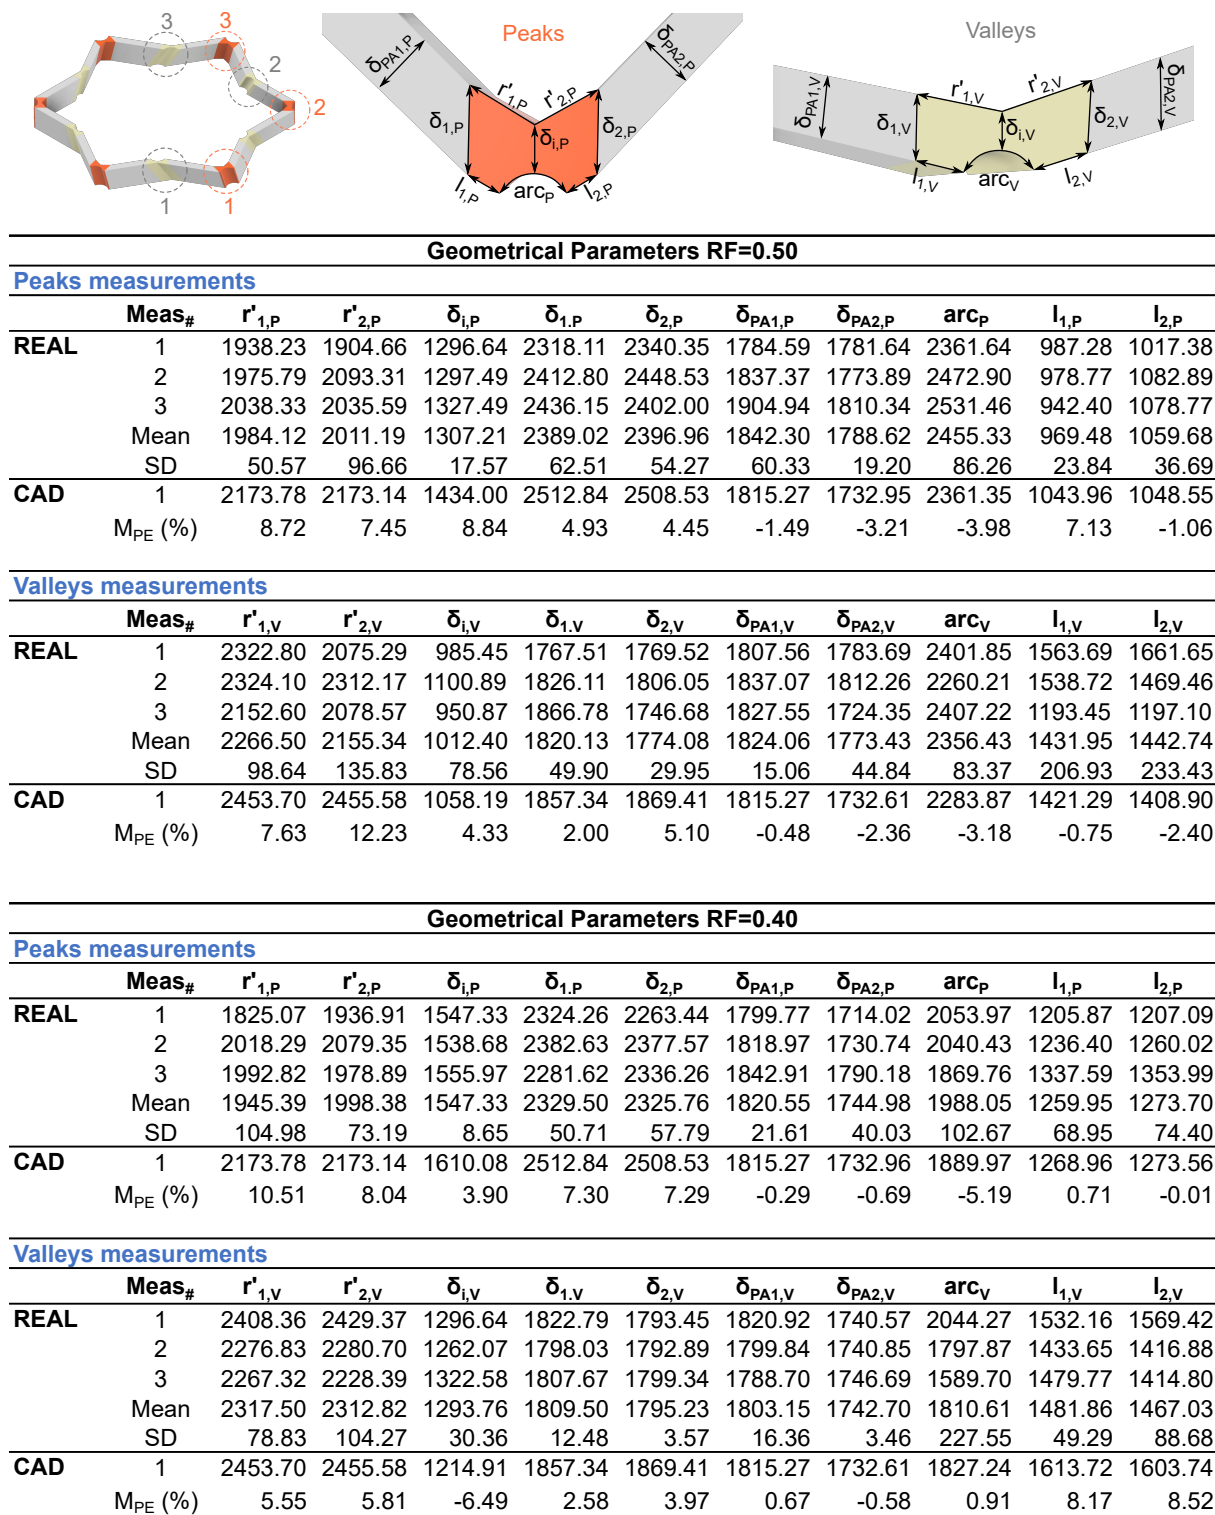 3 3 2 2 1 1
Peaks
δPA1,P δPA2,P r'1,P r'2,P δ1,P δi,P δ2,P l1,P arcP l2,P
Valleys
δPA1,V δPA2,V r'1,V r'2,V δ1,V δi,V δ2,V l1,V arcV l2,V
Geometrical Parameters RF=0.50
Peaks measurements
Meas# r'1,P r'2,P δi,P δ1.P δ2,P δPA1,P δPA2,P arcP l1,P l2,P
REAL 1 1938.23 1904.66 1296.64 2318.11 2340.35 1784.59 1781.64 2361.64 987.28 1017.38
2 1975.79 2093.31 1297.49 2412.80 2448.53 1837.37 1773.89 2472.90 978.77 1082.89
3 2038.33 2035.59 1327.49 2436.15 2402.00 1904.94 1810.34 2531.46 942.40 1078.77
Mean 1984.12 2011.19 1307.21 2389.02 2396.96 1842.30 1788.62 2455.33 969.48 1059.68
SD 50.57 96.66 17.57 62.51 54.27 60.33 19.20 86.26 23.84 36.69
CAD 1 2173.78 2173.14 1434.00 2512.84 2508.53 1815.27 1732.95 2361.35 1043.96 1048.55
MPE (%) 8.72 7.45 8.84 4.93 4.45 -1.49 -3.21 -3.98 7.13 -1.06
Valleys measurements
Meas# r'1,V r'2,V δi,V δ1.V δ2,V δPA1,V δPA2,V arcV l1,V l2,V
REAL 1 2322.80 2075.29 985.45 1767.51 1769.52 1807.56 1783.69 2401.85 1563.69 1661.65
2 2324.10 2312.17 1100.89 1826.11 1806.05 1837.07 1812.26 2260.21 1538.72 1469.46
3 2152.60 2078.57 950.87 1866.78 1746.68 1827.55 1724.35 2407.22 1193.45 1197.10
Mean 2266.50 2155.34 1012.40 1820.13 1774.08 1824.06 1773.43 2356.43 1431.95 1442.74
SD 98.64 135.83 78.56 49.90 29.95 15.06 44.84 83.37 206.93 233.43
CAD 1 2453.70 2455.58 1058.19 1857.34 1869.41 1815.27 1732.61 2283.87 1421.29 1408.90
MPE (%) 7.63 12.23 4.33 2.00 5.10 -0.48 -2.36 -3.18 -0.75 -2.40
Geometrical Parameters RF=0.40
Peaks measurements
Meas# r'1,P r'2,P δi,P δ1.P δ2,P δPA1,P δPA2,P arcP l1,P l2,P
REAL 1 1825.07 1936.91 1547.33 2324.26 2263.44 1799.77 1714.02 2053.97 1205.87 1207.09
2 2018.29 2079.35 1538.68 2382.63 2377.57 1818.97 1730.74 2040.43 1236.40 1260.02
3 1992.82 1978.89 1555.97 2281.62 2336.26 1842.91 1790.18 1869.76 1337.59 1353.99
Mean 1945.39 1998.38 1547.33 2329.50 2325.76 1820.55 1744.98 1988.05 1259.95 1273.70
SD 104.98 73.19 8.65 50.71 57.79 21.61 40.03 102.67 68.95 74.40
CAD 1 2173.78 2173.14 1610.08 2512.84 2508.53 1815.27 1732.96 1889.97 1268.96 1273.56
MPE (%) 10.51 8.04 3.90 7.30 7.29 -0.29 -0.69 -5.19 0.71 -0.01
Valleys measurements
Meas# r'1,V r'2,V δi,V δ1.V δ2,V δPA1,V δPA2,V arcV l1,V l2,V
REAL 1 2408.36 2429.37 1296.64 1822.79 1793.45 1820.92 1740.57 2044.27 1532.16 1569.42
2 2276.83 2280.70 1262.07 1798.03 1792.89 1799.84 1740.85 1797.87 1433.65 1416.88
3 2267.32 2228.39 1322.58 1807.67 1799.34 1788.70 1746.69 1589.70 1479.77 1414.80
Mean 2317.50 2312.82 1293.76 1809.50 1795.23 1803.15 1742.70 1810.61 1481.86 1467.03
SD 78.83 104.27 30.36 12.48 3.57 16.36 3.46 227.55 49.29 88.68
CAD 1 2453.70 2455.58 1214.91 1857.34 1869.41 1815.27 1732.61 1827.24 1613.72 1603.74
MPE (%) 5.55 5.81 -6.49 2.58 3.97 0.67 -0.58 0.91 8.17 8.52